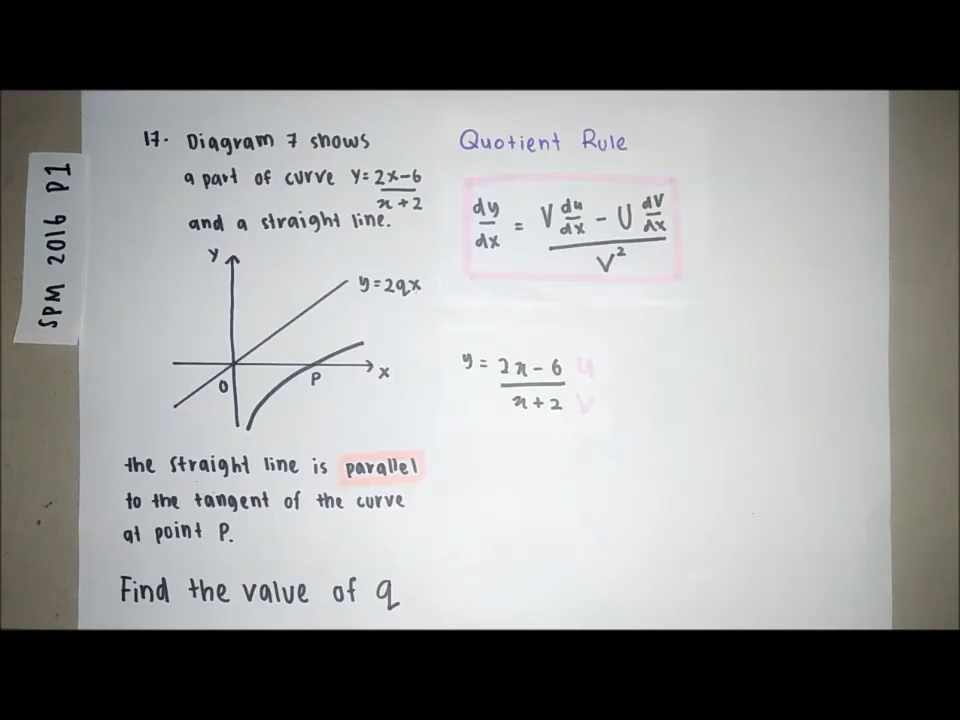 SPM 2016 P1
17. Diagram 7 shows
a part of curve y = 2x-6
x+2
and a straight line.
y
y = 2qx
O
P
x
the straight line is parallel
to the tangent of the curve
at point P.
Find the value of q
Quotient Rule
dy/dx = V du/dx - U dv/dx
V²
y = 2x - 6 U
x + 2 V